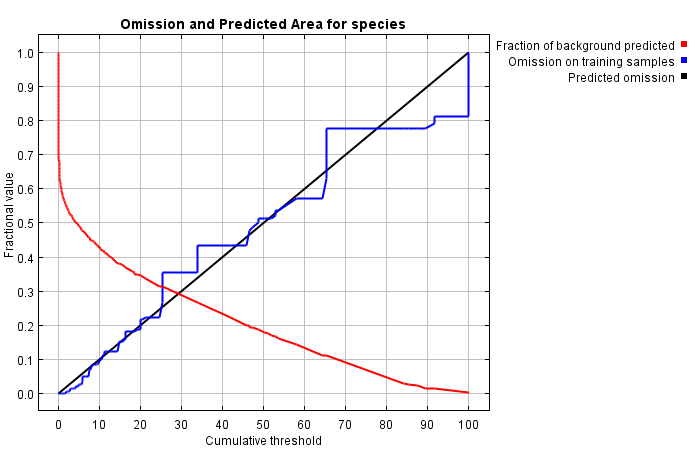 Omission and Predicted Area for species
Fraction of background predicted
Omission on training samples
Predicted omission
Fractional value
1.0
0.9
0.8
0.7
0.6
0.5
0.4
0.3
0.2
0.1
0.0
0 10 20 30 40 50 60 70 80 90 100
Cumulative threshold